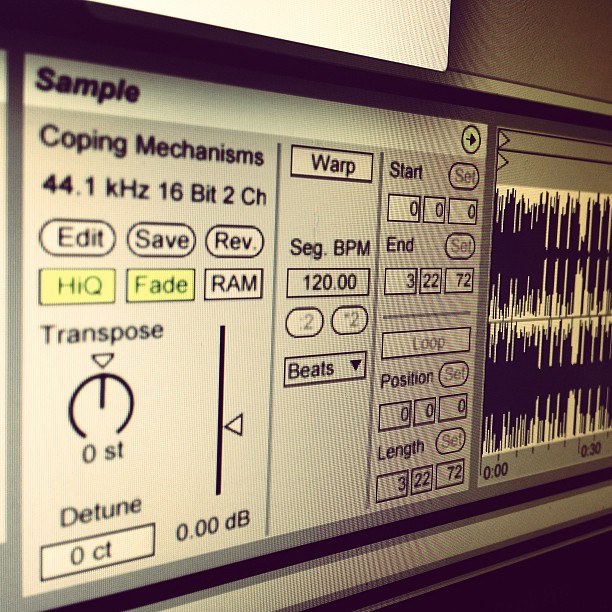 Sample
Coping Mechanisms
44.1 kHz 16 Bit 2 Ch
Edit Save Rev.
HiQ Fade RAM
Transpose
0 st
Detune
0 ct
0.00 dB
Warp
Seg. BPM
120.00
:2 *2
Beats
Start Set
0 0 0
End Set
3 22 72
Loop
Position Set
0 0 0
Length Set
3 22 72
0:00 0:30